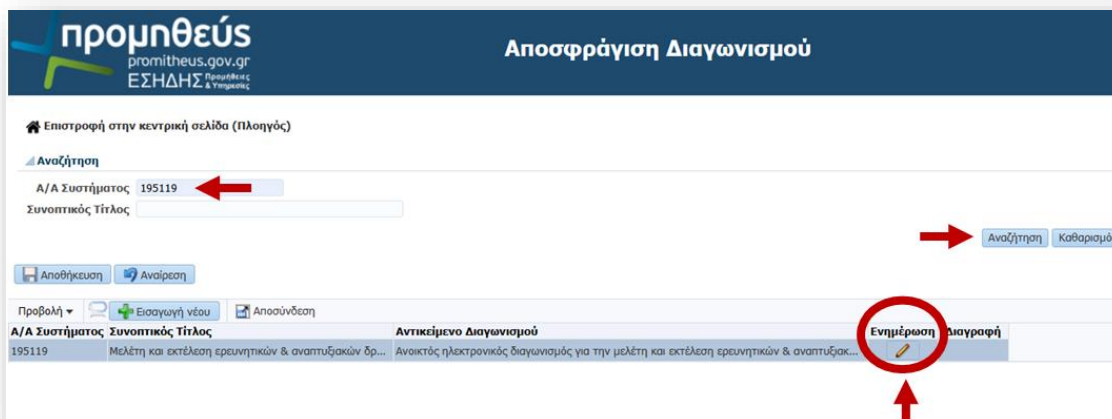 προμηθεύς
promitheus.gov.gr
ΕΣΗΔΗΣ Προμήθειες & Υπηρεσίες
Αποσφράγιση Διαγωνισμού
Επιστροφή στην κεντρική σελίδα (Πλοηγός)
Αναζήτηση
Α/Α Συστήματος 195119
Συνοπτικός Τίτλος
Αναζήτηση Καθαρισμό
Αποθήκευση Αναίρεση
Προβολή Εισαγωγή νέου Αποσύνδεση
Α/Α Συστήματος Συνοπτικός Τίτλος Αντικείμενο Διαγωνισμού Ενημέρωση Διαγραφή
195119 Μελέτη και εκτέλεση ερευνητικών & αναπτυξιακών δρ... Ανοικτός ηλεκτρονικός διαγωνισμός για την μελέτη και εκτέλεση ερευνητικών & αναπτυξιακ...